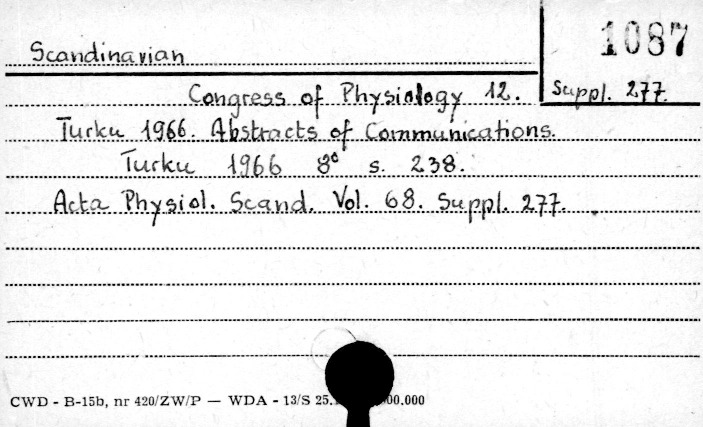 1087
Scandinavian
Congress of Physiology 12. Suppl. 277.
Turku 1966. Abstracts of Communications.
Turku 1966 8° s. 238.
Acta Physiol. Scand. Vol. 68. Suppl. 277.
CWD - B-15b, nr 420/ZW/P — WDA - 13/S 25. 00.000